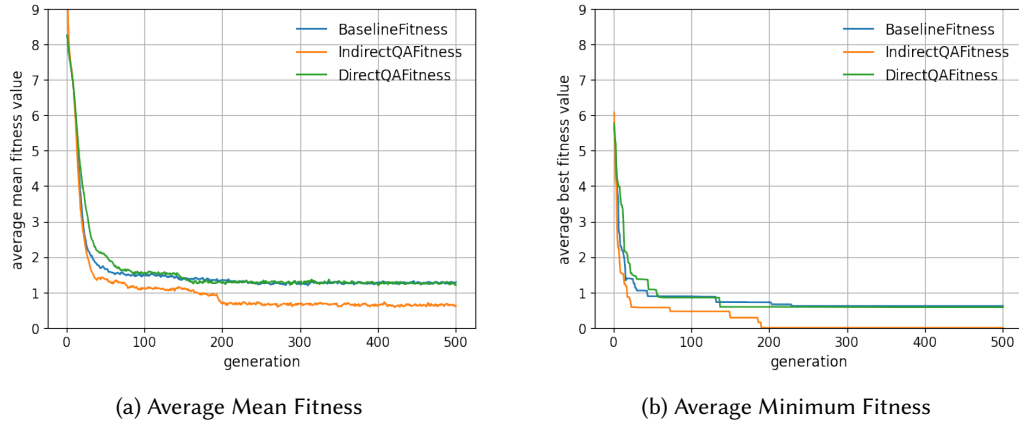 9
8
7
6
5
4
3
2
1
0
average mean fitness value
0 100 200 300 400 500
generation
BaselineFitness
IndirectQAFitness
DirectQAFitness
(a) Average Mean Fitness
9
8
7
6
5
4
3
2
1
0
average best fitness value
0 100 200 300 400 500
generation
BaselineFitness
IndirectQAFitness
DirectQAFitness
(b) Average Minimum Fitness